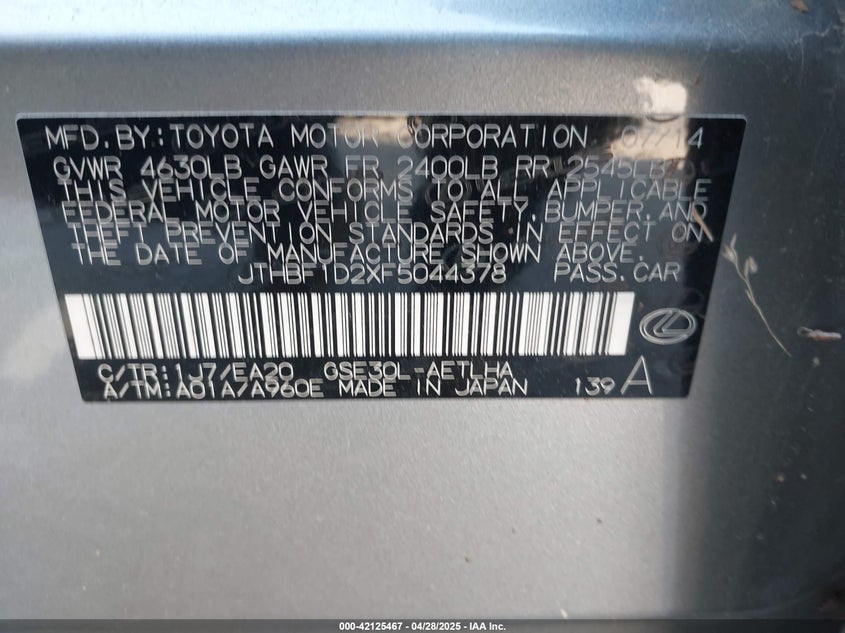 MFD. BY: TOYOTA MOTOR CORPORATION 07/14
GVWR 4630LB GAWR FR 2400LB RR 2545LB
THIS VEHICLE CONFORMS TO ALL APPLICABLE
FEDERAL MOTOR VEHICLE SAFETY, BUMPER, AND
THEFT PREVENTION STANDARDS IN EFFECT ON
THE DATE OF MANUFACTURE SHOWN ABOVE.
JTHBF1D2XF5044378 PASS. CAR
C/TR: 1J7/EA20 GSE30L-AETLHA
A/TM: A01A/A960E MADE IN JAPAN 139 A
000-42125467 | 04/28/2025 - IAA Inc.